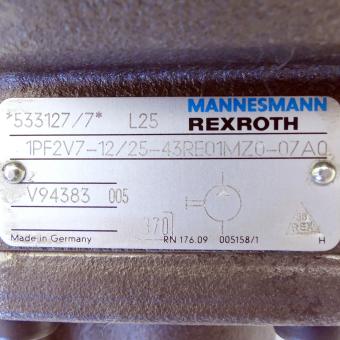 MANNESMANN
*533127/7* L25 REXROTH
1PF2V7-12/25-43RE01MZ0-07A0
V94383 005
370
Made in Germany RN 176.09 005158/1 H
REX